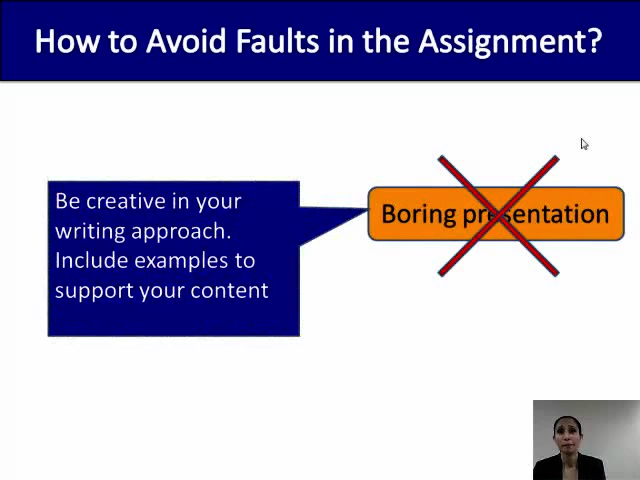 How to Avoid Faults in the Assignment?
Be creative in your
writing approach.
Include examples to
support your content
Boring presentation